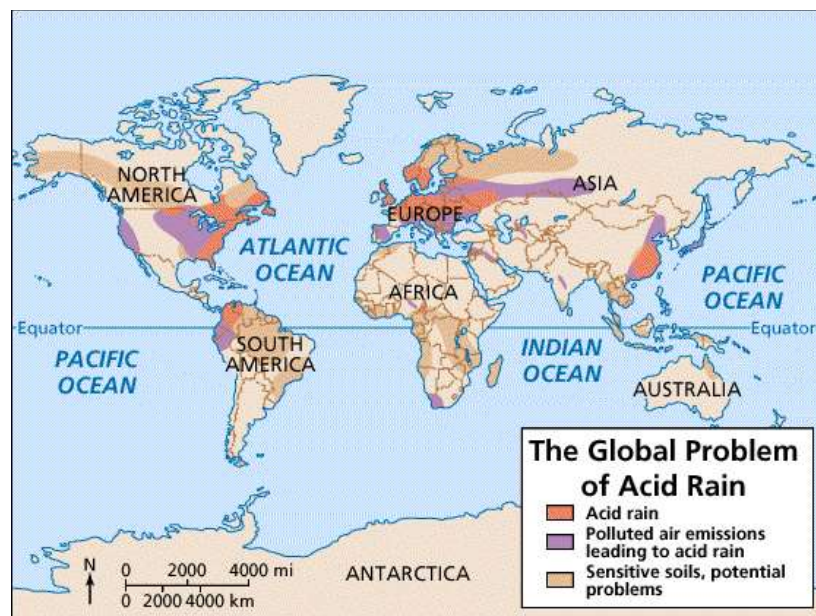 NORTH
AMERICA
ASIA
EUROPE
ATLANTIC
OCEAN
PACIFIC
OCEAN
AFRICA
Equator
Equator
SOUTH
AMERICA
PACIFIC
OCEAN
INDIAN
OCEAN
AUSTRALIA
The Global Problem
of Acid Rain
Acid rain
Polluted air emissions
leading to acid rain
Sensitive soils, potential
problems
N
0 2000 4000 mi
0 2000 4000 km
ANTARCTICA